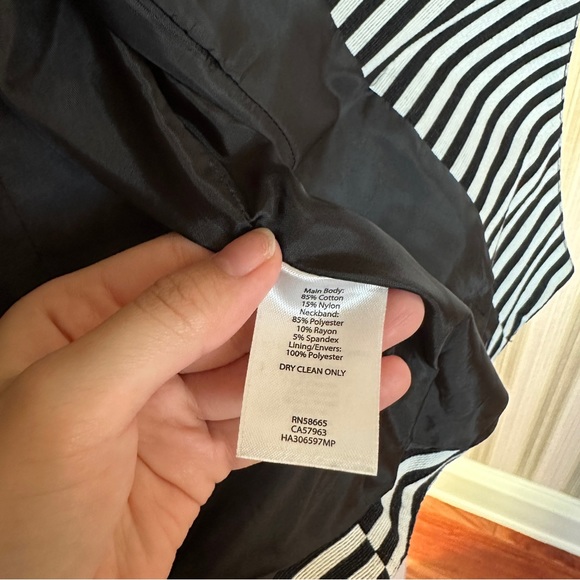 Main Body:
85% Cotton
15% Nylon
Neckband:
85% Polyester
10% Rayon
5% Spandex
Lining/Envers:
100% Polyester
DRY CLEAN ONLY
RN58665
CA57963
HA306597MP